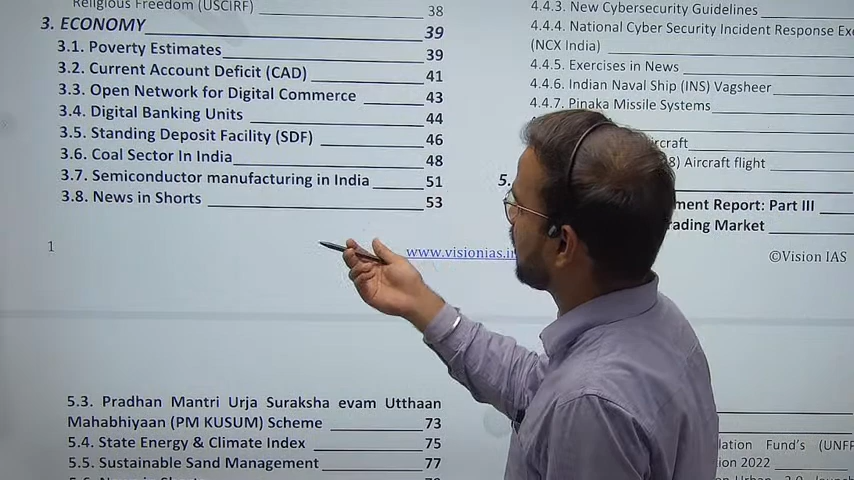 Religious Freedom (USCIRF) 38
3. ECONOMY 39
3.1. Poverty Estimates 39
3.2. Current Account Deficit (CAD) 41
3.3. Open Network for Digital Commerce 43
3.4. Digital Banking Units 44
3.5. Standing Deposit Facility (SDF) 46
3.6. Coal Sector In India 48
3.7. Semiconductor manufacturing in India 51
3.8. News in Shorts 53
4.4.3. New Cybersecurity Guidelines
4.4.4. National Cyber Security Incident Response Exe
(NCX India)
4.4.5. Exercises in News
4.4.6. Indian Naval Ship (INS) Vagsheer
4.4.7. Pinaka Missile Systems
craft
8) Aircraft flight
5.
ment Report: Part III
rading Market
1
www.visionias.in
©Vision IAS
5.3. Pradhan Mantri Urja Suraksha evam Utthaan
Mahabhiyaan (PM KUSUM) Scheme 73
5.4. State Energy & Climate Index 75
5.5. Sustainable Sand Management 77
lation Fund's (UNFP
ion 2022